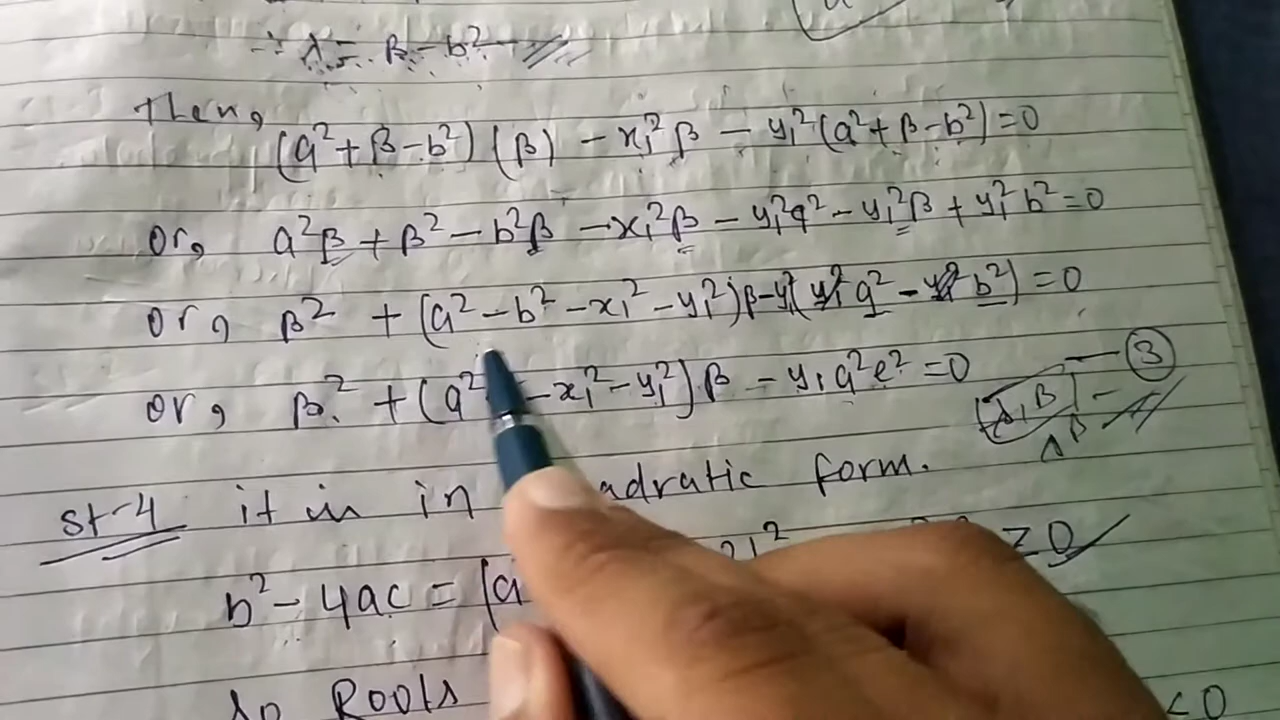 ∴ λ = β - b²
Then,
(a² + β - b²) (β) - x₁²β - y₁²(a² + β - b²) = 0
or, a²β + β² - b²β - x₁²β - y₁²a² - y₁²β + y₁²b² = 0
or, β² + (a² - b² - x₁² - y₁²)β - y₁²(a² - b²) = 0
or, β² + (a² - x₁² - y₁²)β - y₁a²e² = 0 — ③
St-4 it in in adratic form.
b² - 4ac = (a
so Roots < 0